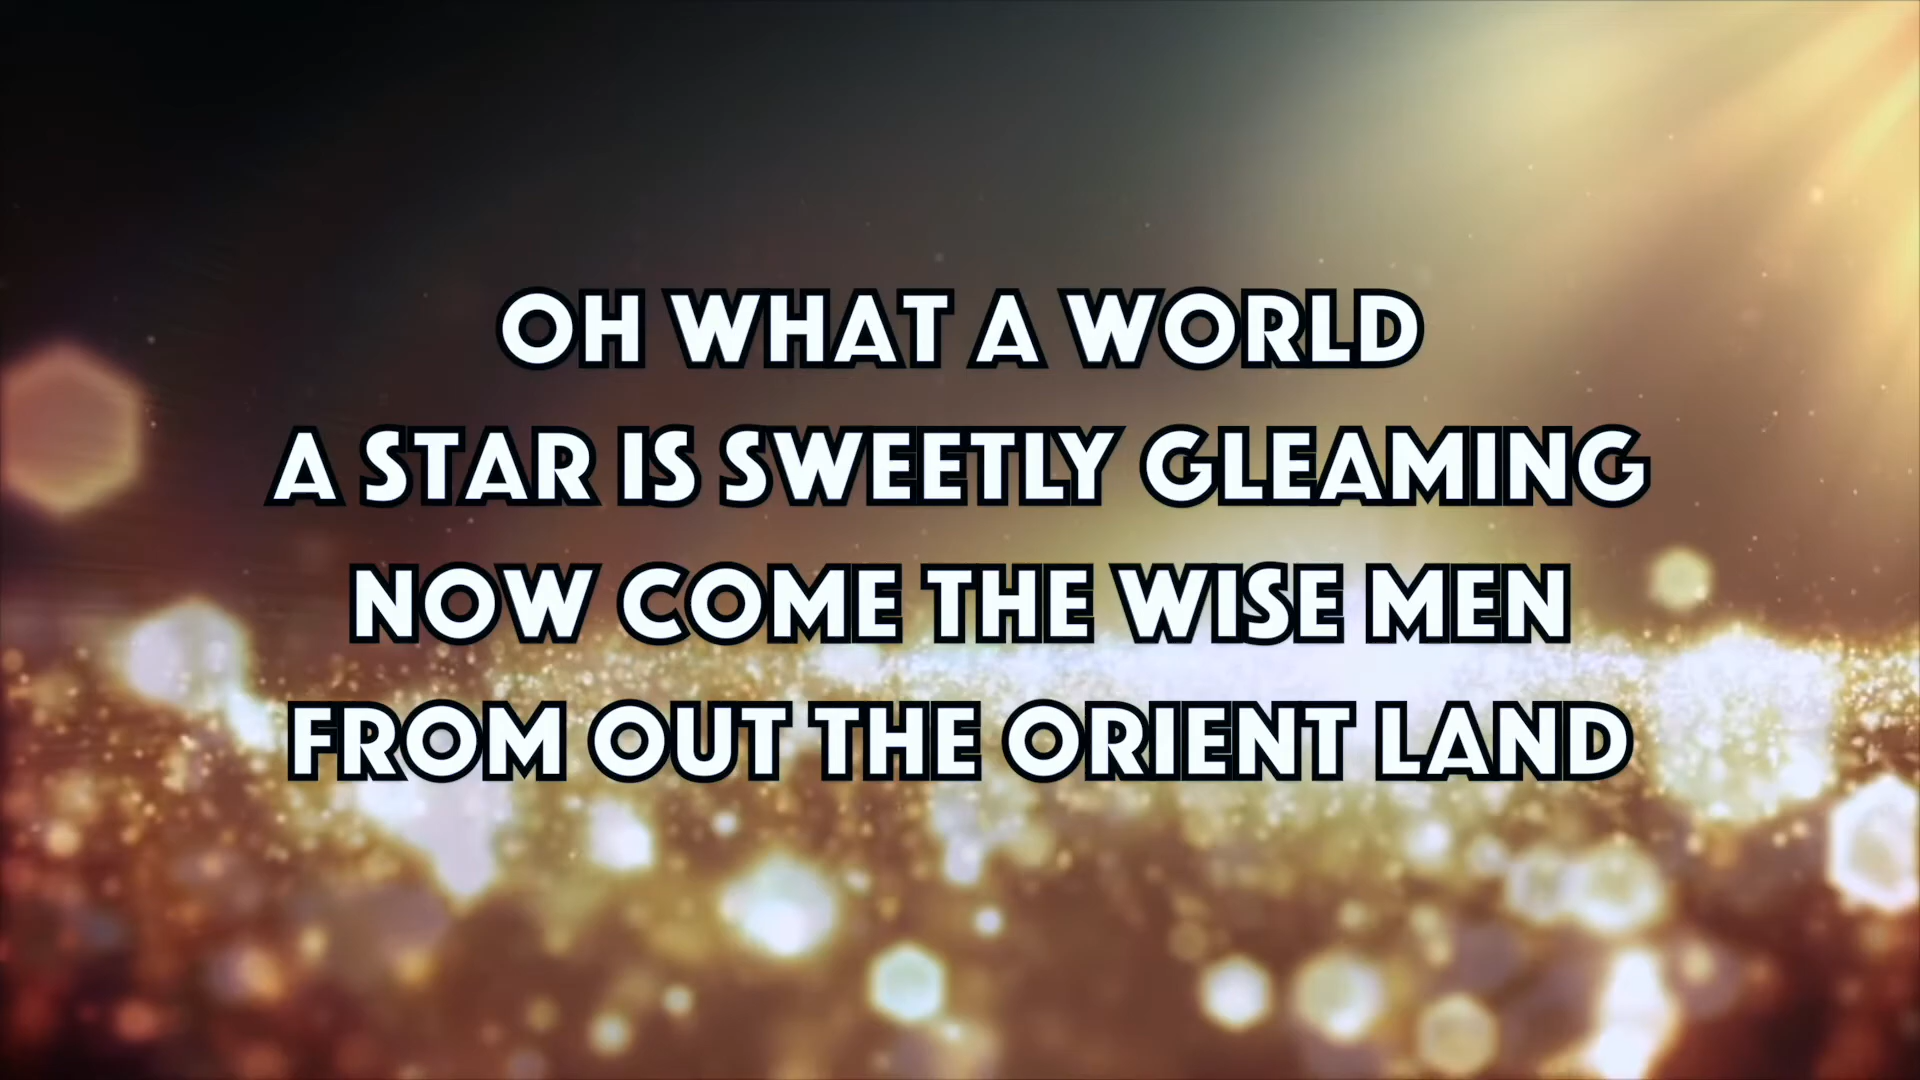 OH WHAT A WORLD
A STAR IS SWEETLY GLEAMING
NOW COME THE WISE MEN
FROM OUT THE ORIENT LAND